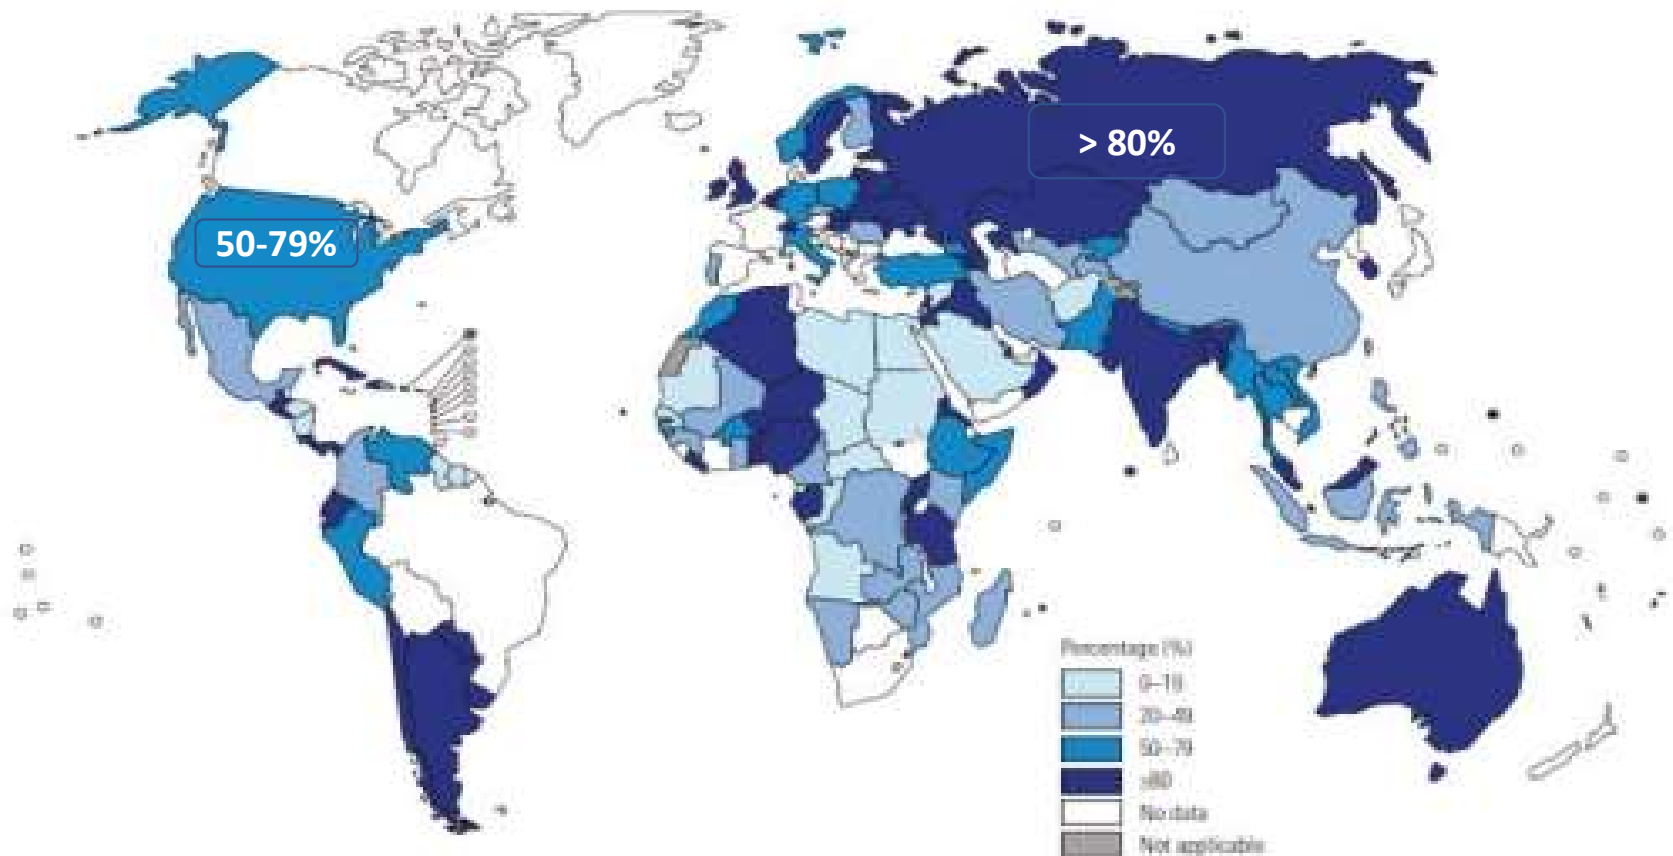 > 80%
50-79%
Percentage (%)
0–19
20–49
50–79
≥80
No data
Not applicable